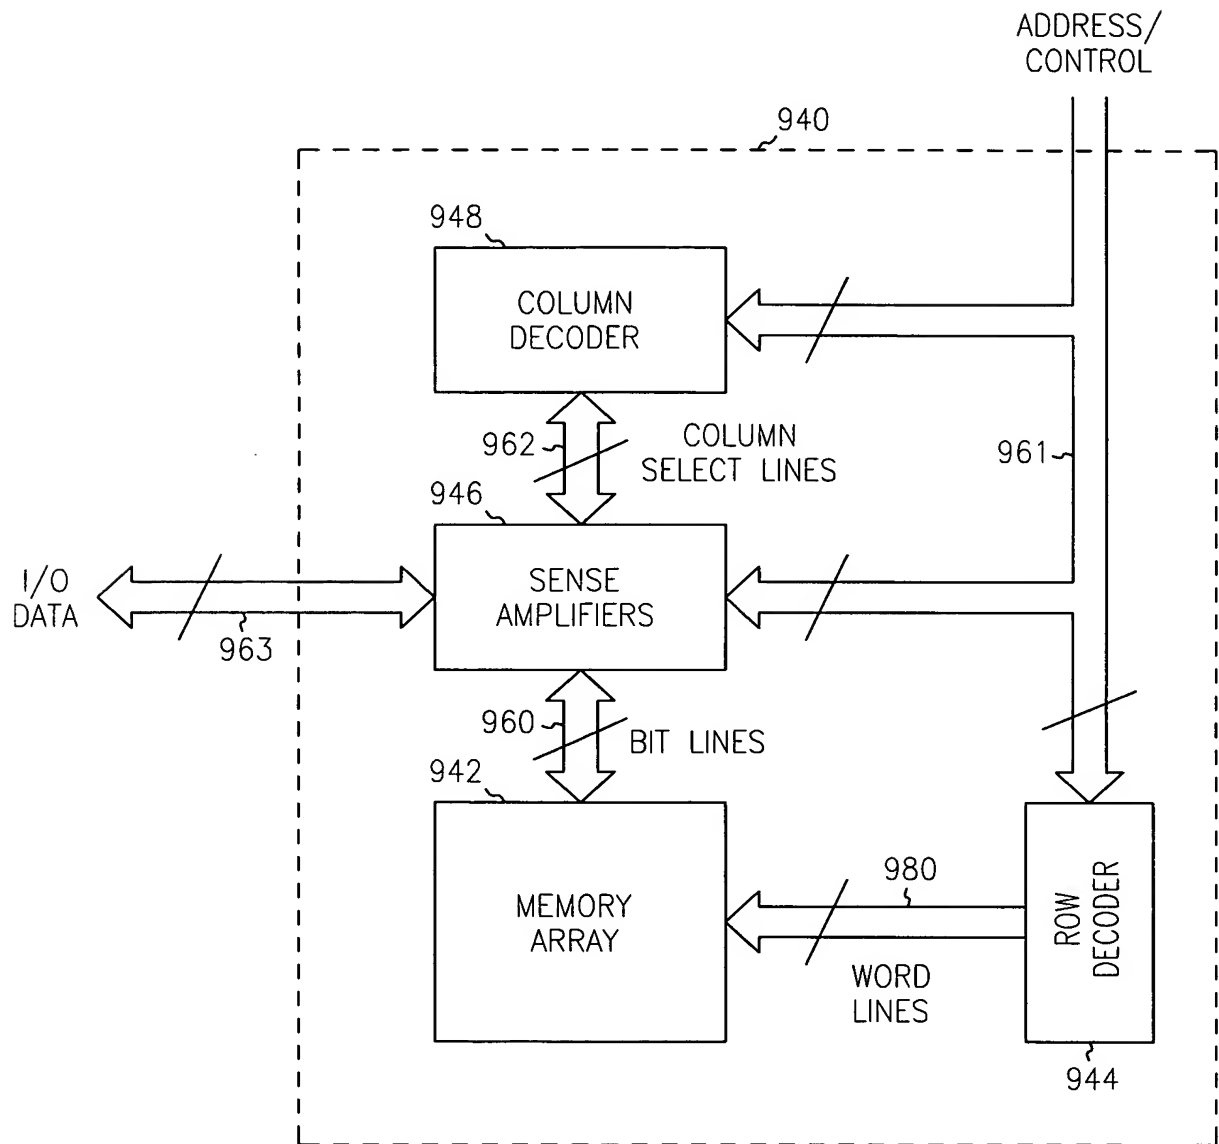 ADDRESS/
CONTROL
940
948
COLUMN
DECODER
962
COLUMN
SELECT LINES
961
946
I/O
DATA
SENSE
AMPLIFIERS
963
960
BIT LINES
942
980
MEMORY
ARRAY
ROW
DECODER
WORD
LINES
944